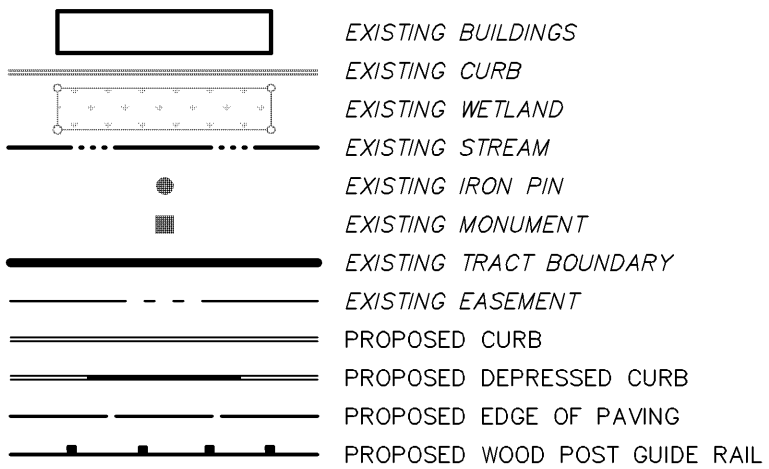 EXISTING BUILDINGS
EXISTING CURB
EXISTING WETLAND
EXISTING STREAM
EXISTING IRON PIN
EXISTING MONUMENT
EXISTING TRACT BOUNDARY
EXISTING EASEMENT
PROPOSED CURB
PROPOSED DEPRESSED CURB
PROPOSED EDGE OF PAVING
PROPOSED WOOD POST GUIDE RAIL